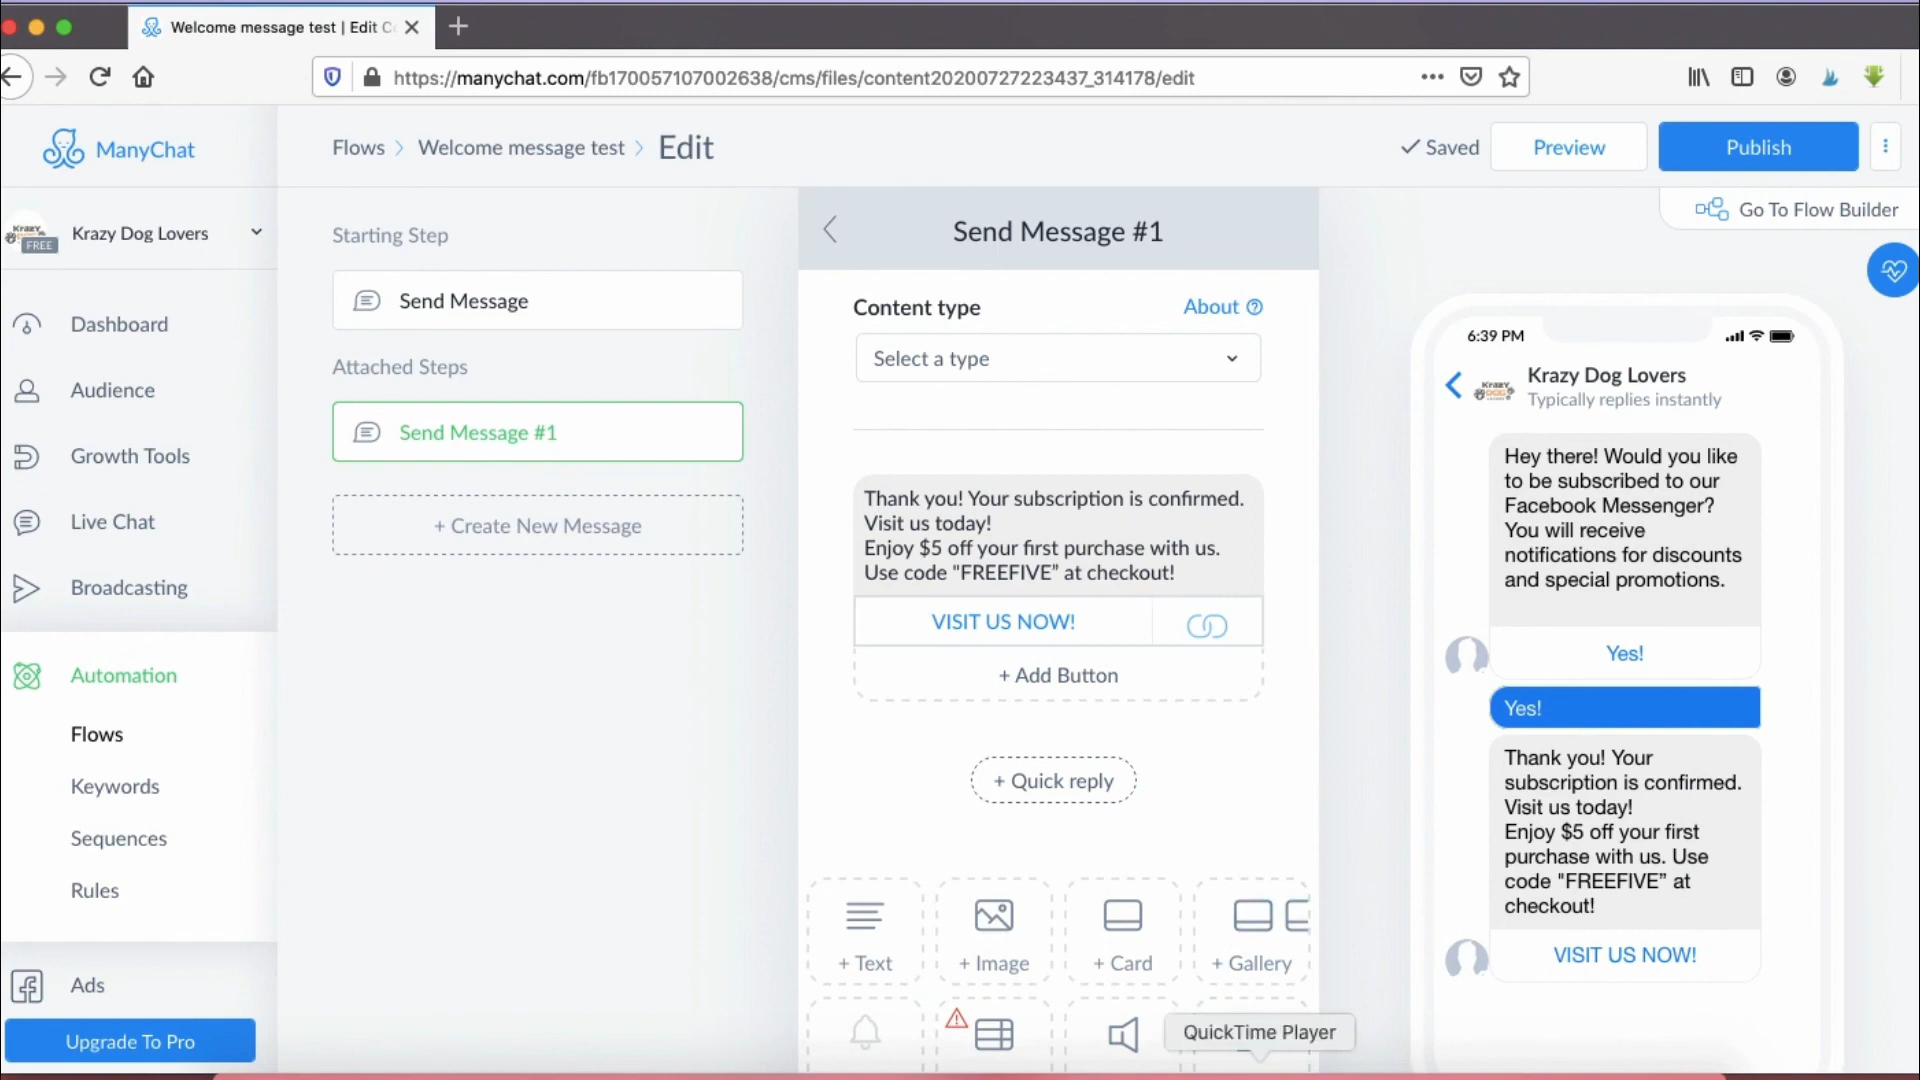 Welcome message test | Edit C
https://manychat.com/fb170057107002638/cms/files/content20200727223437_314178/edit
ManyChat
Flows
Welcome message test
Edit
Saved
Preview
Publish
Go To Flow Builder
Krazy
FREE
Krazy Dog Lovers
Dashboard
Audience
Growth Tools
Live Chat
Broadcasting
Automation
Flows
Keywords
Sequences
Rules
Ads
Upgrade To Pro
Starting Step
Send Message
Attached Steps
Send Message #1
+ Create New Message
Send Message #1
Content type
About
Select a type
Thank you! Your subscription is confirmed.
Visit us today!
Enjoy $5 off your first purchase with us.
Use code "FREEFIVE” at checkout!
VISIT US NOW!
+ Add Button
+ Quick reply
+ Text
+ Image
+ Card
+ Gallery
QuickTime Player
6:39 PM
Krazy
Krazy Dog Lovers
Typically replies instantly
Hey there! Would you like
to be subscribed to our
Facebook Messenger?
You will receive
notifications for discounts
and special promotions.
Yes!
Yes!
Thank you! Your
subscription is confirmed.
Visit us today!
Enjoy $5 off your first
purchase with us. Use
code "FREEFIVE” at
checkout!
VISIT US NOW!